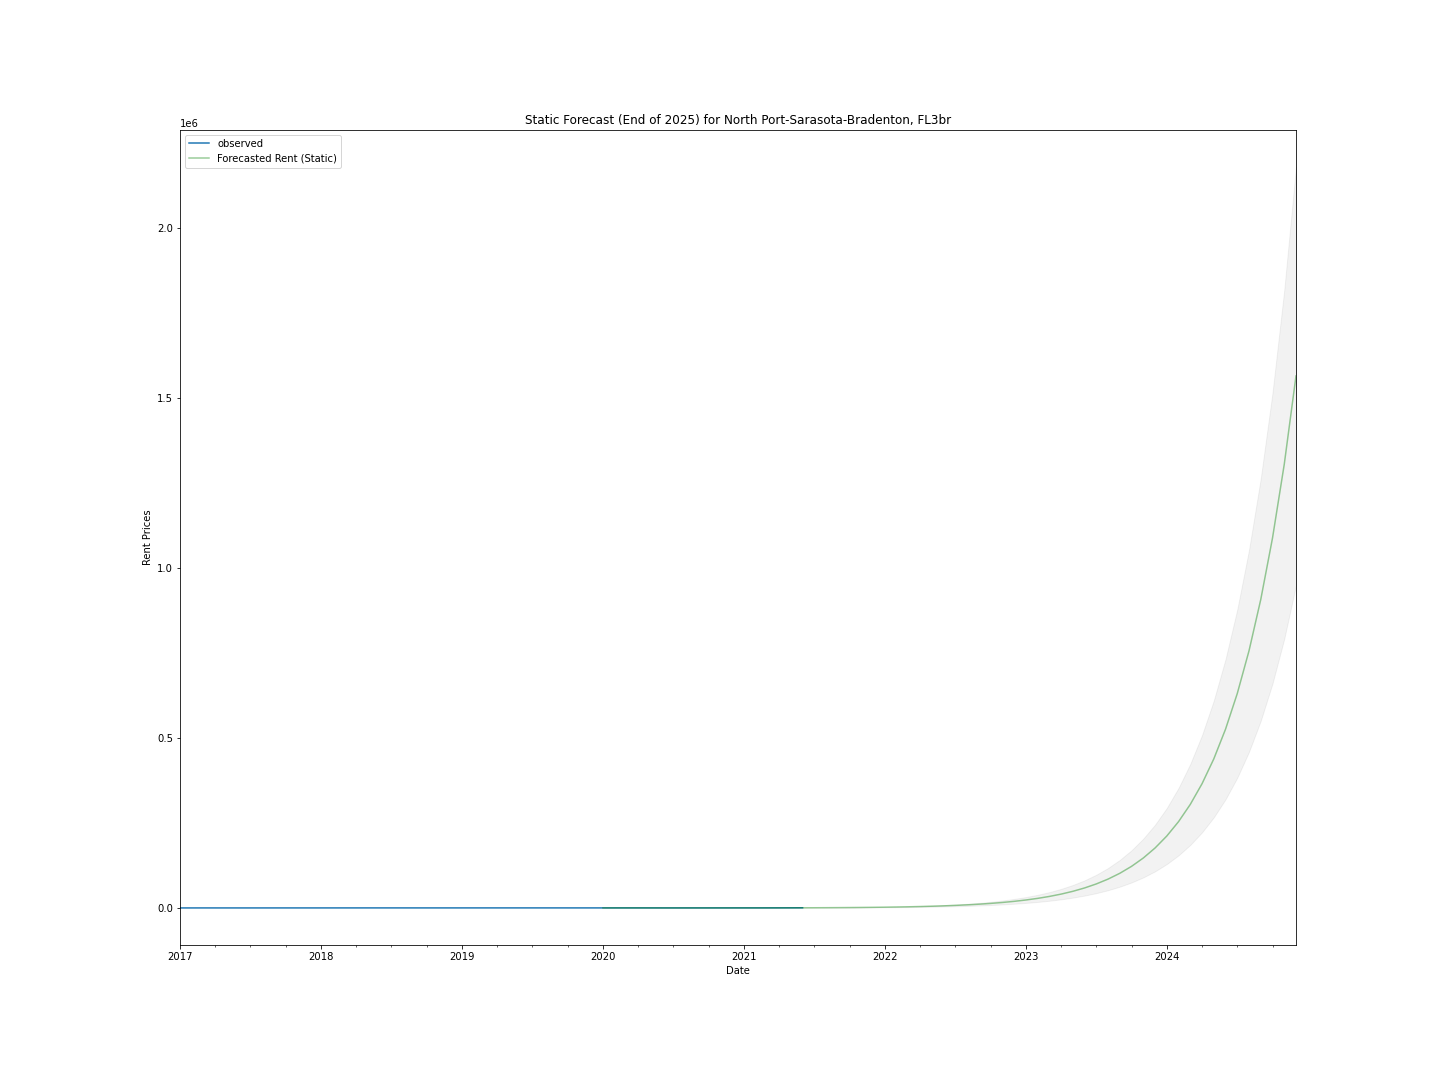 Static Forecast (End of 2025) for North Port-Sarasota-Bradenton, FL3br
1e6
observed
Forecasted Rent (Static)
2.0
1.5
1.0
0.5
0.0
Rent Prices
2017 2018 2019 2020 2021 2022 2023 2024
Date